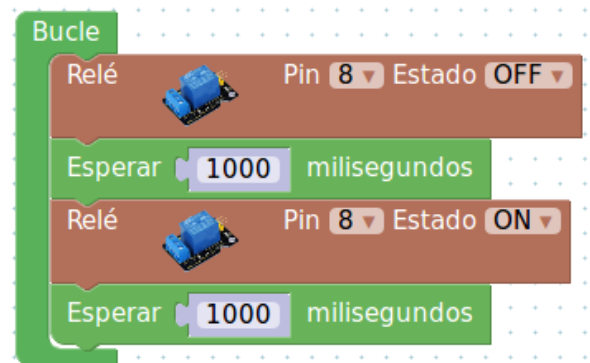 Bucle
Relé Pin 8 Estado OFF
Esperar 1000 milisegundos
Relé Pin 8 Estado ON
Esperar 1000 milisegundos